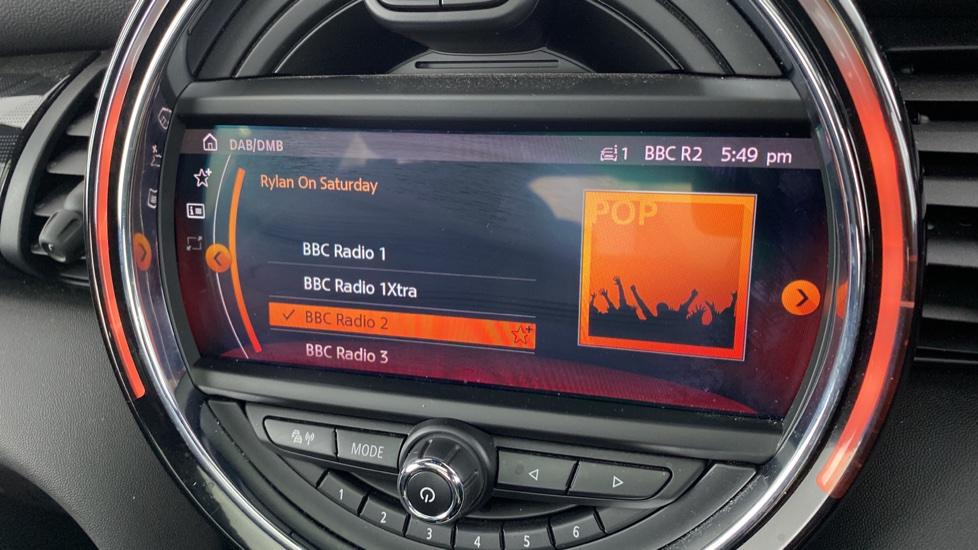 DAB/DMB
1 BBC R2 5:49 pm
Rylan On Saturday
POP
BBC Radio 1
BBC Radio 1Xtra
BBC Radio 2
BBC Radio 3
MODE
1
2
3
4
5
6